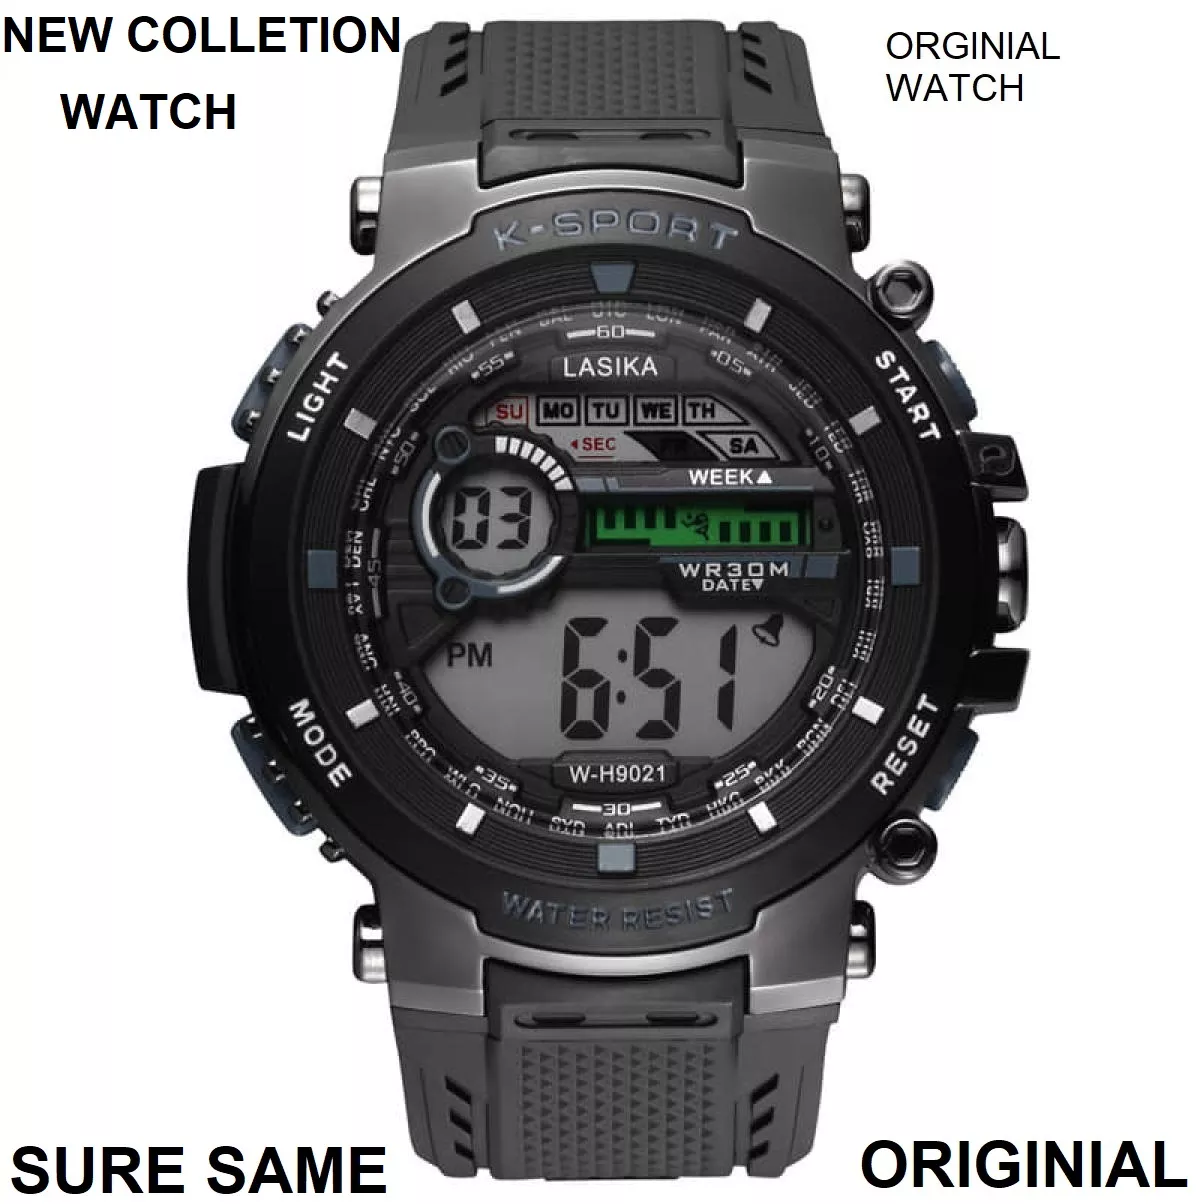 NEW COLLETION
WATCH
ORGINIAL
WATCH
K-SPORT
60
LASIKA
55
05
LIGHT
START
SU MO TU WE TH
SEC FR SA
50
10
WEEK
03
WR30M
DATE
45
PM 6:51
40
20
MODE
RESET
W-H9021
35
25
30
WATER RESIST
SURE SAME
ORIGINIAL